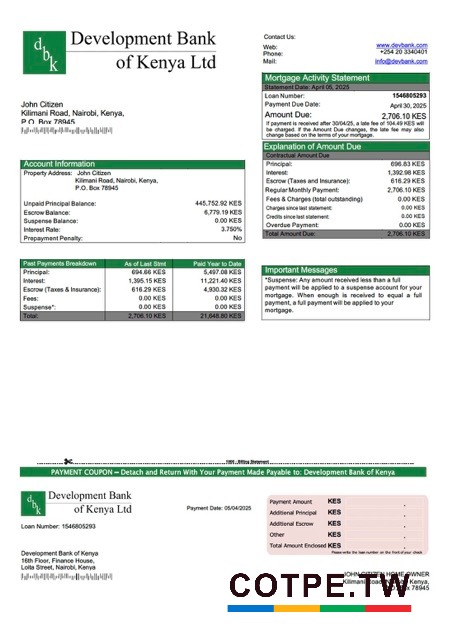 dbk
Development Bank
of Kenya Ltd
Contact Us:
Web: www.devbank.com
Phone: +254 20 3340401
Mail: info@devbank.com
Mortgage Activity Statement
Statement Date: April 05, 2025
Loan Number: 1546805293
Payment Due Date: April 30, 2025
Amount Due: 2,706.10 KES
If payment is received after 30/04/25, a late fee of 104.49 KES will
be charged. If the Amount Due changes, the late fee may also
change based on the terms of your mortgage.
John Citizen
Kilimani Road, Nairobi, Kenya,
P.O. Box 78945
Explanation of Amount Due
Contractual Amount Due
Principal: 696.83 KES
Interest: 1,392.98 KES
Escrow (Taxes and Insurance): 616.29 KES
Regular Monthly Payment: 2,706.10 KES
Fees & Charges (total outstanding) 0.00 KES
Charges since last statement: 0.00 KES
Credits since last statement: 0.00 KES
Overdue Payment: 0.00 KES
Total Amount Due: 2,706.10 KES
Account Information
Property Address: John Citizen
Kilimani Road, Nairobi, Kenya,
P.O. Box 78945
Unpaid Principal Balance: 445,752.92 KES
Escrow Balance: 6,779.19 KES
Suspense Balance: 0.00 KES
Interest Rate: 3.750%
Prepayment Penalty: No
Past Payments Breakdown As of Last Stmt Paid Year to Date
Principal: 694.66 KES 5,497.08 KES
Interest: 1,395.15 KES 11,221.40 KES
Escrow (Taxes & Insurance): 616.29 KES 4,930.32 KES
Fees: 0.00 KES 0.00 KES
Suspense*: 0.00 KES 0.00 KES
Total: 2,706.10 KES 21,648.80 KES
Important Messages
*Suspense: Any amount received less than a full
payment will be applied to a suspense account for your
mortgage. When enough is received to equal a full
payment, a full payment will be applied to your
mortgage.
Billing Statement
PAYMENT COUPON – Detach and Return With Your Payment Made Payable to: Development Bank of Kenya
dbk
Development Bank
of Kenya Ltd
Payment Date: 05/04/2025
Loan Number: 1546805293
Payment Amount KES .
Additional Principal KES .
Additional Escrow KES .
Other KES .
Total Amount Enclosed KES .
Please write the loan number on the front of your check
Development Bank of Kenya
16th Floor, Finance House,
Loita Street, Nairobi, Kenya
JOHN CITIZEN HOME OWNER
Kilimani Road, Nairobi, Kenya,
P.O. Box 78945
COTPE.TW